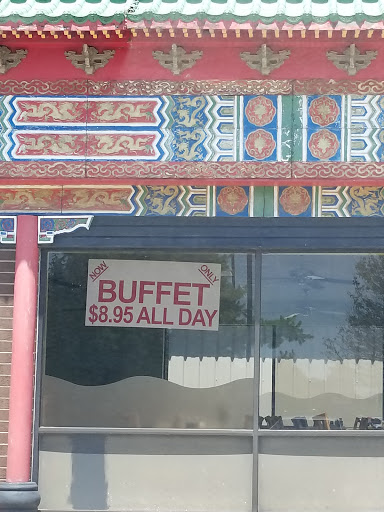 NOW ONLY
BUFFET
$8.95 ALL DAY